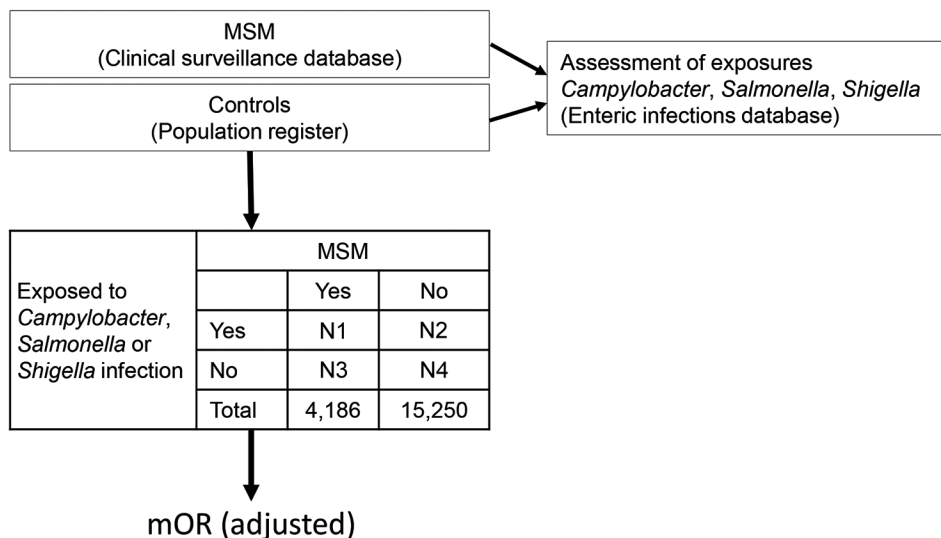 MSM
(Clinical surveillance database)
Controls
(Population register)
Assessment of exposures
Campylobacter, Salmonella, Shigella
(Enteric infections database)
Exposed to
Campylobacter,
Salmonella or
Shigella infection
MSM
Yes No
Yes N1 N2
No N3 N4
Total 4,186 15,250
mOR (adjusted)